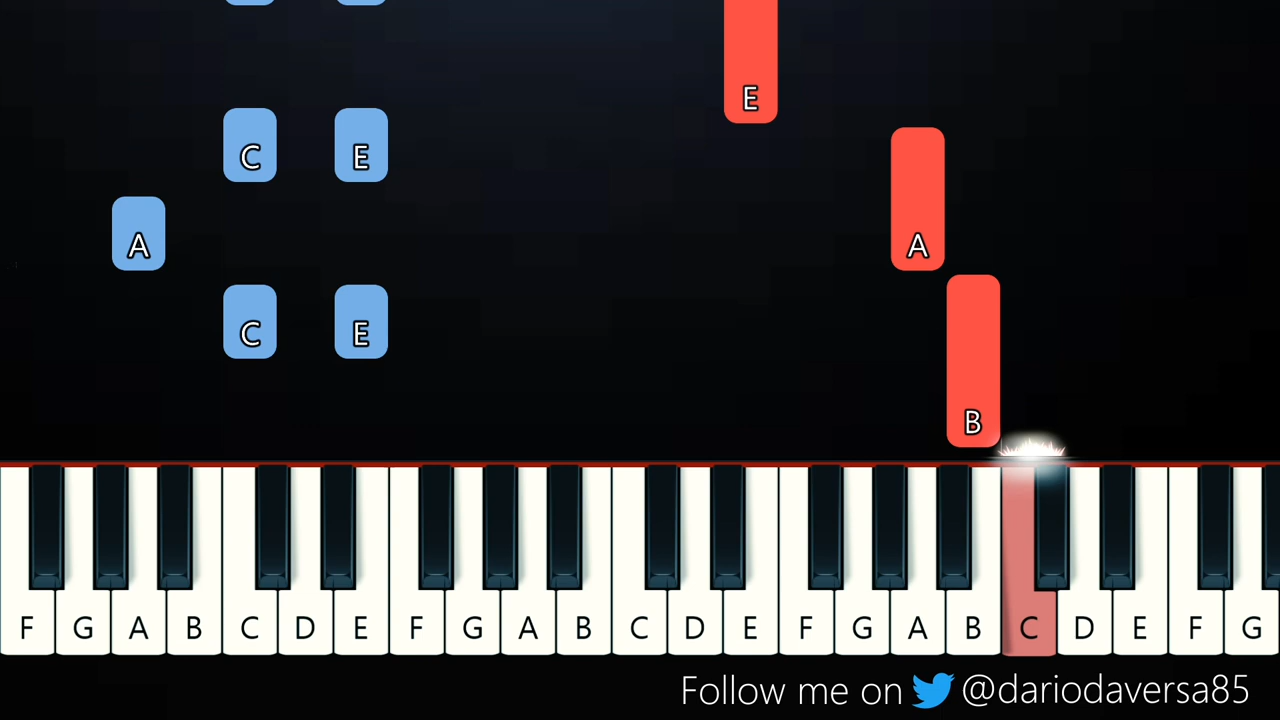 E
C E
A
A
C E
B
F G A B C D E F G A B C D E F G A B C D E F G
Follow me on @dariodaversa85